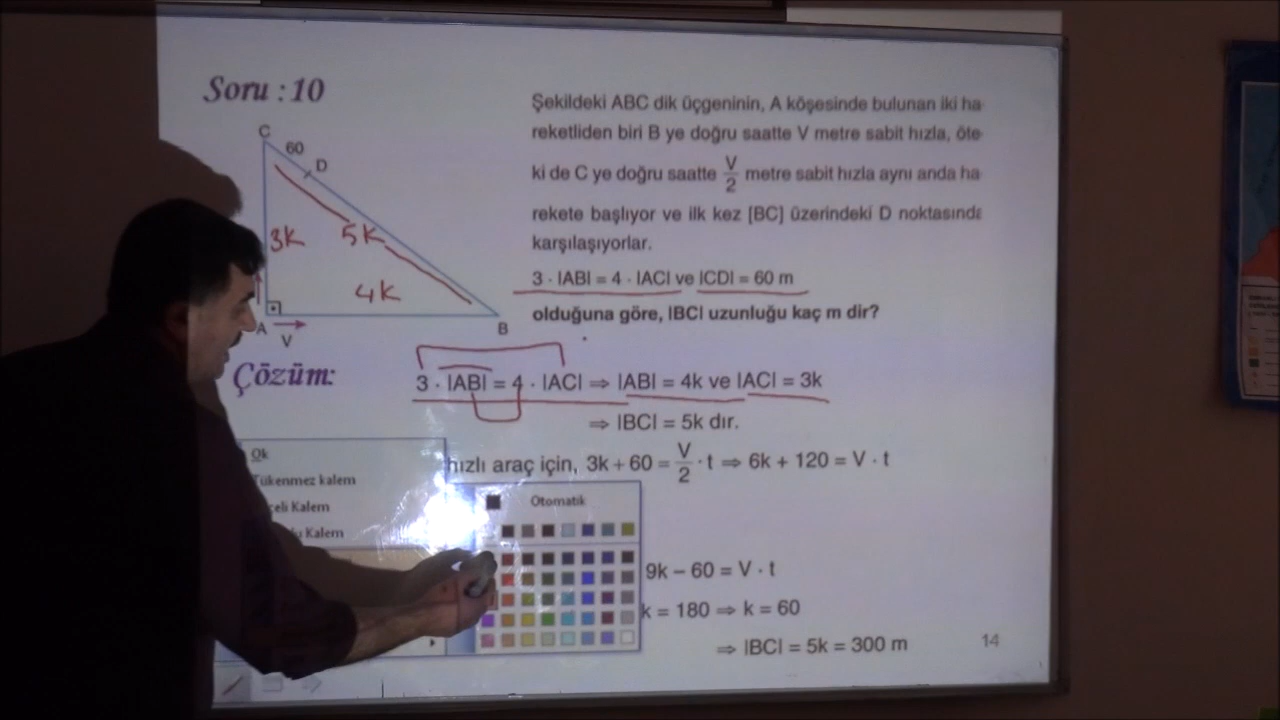 Soru : 10
Şekildeki ABC dik üçgeninin, A köşesinde bulunan iki ha
reketliden biri B ye doğru saatte V metre sabit hızla, öte-
ki de C ye doğru saatte V/2 metre sabit hızla aynı anda ha
rekete başlıyor ve ilk kez [BC] üzerindeki D noktasında
karşılaşıyorlar.
3 · |AB| = 4 · |AC| ve |CD| = 60 m
olduğuna göre, |BC| uzunluğu kaç m dir?
C
60
D
3k
5k
4k
A
V
B
Çözüm:
3 · |AB| = 4 · |AC| ⇒ |AB| = 4k ve |AC| = 3k
⇒ |BC| = 5k dır.
hızlı araç için, 3k + 60 = V/2 · t ⇒ 6k + 120 = V · t
9k – 60 = V · t
k = 180 ⇒ k = 60
⇒ |BC| = 5k = 300 m
14
Ok
Tükenmez kalem
Kalem
Kalem
Otomatik